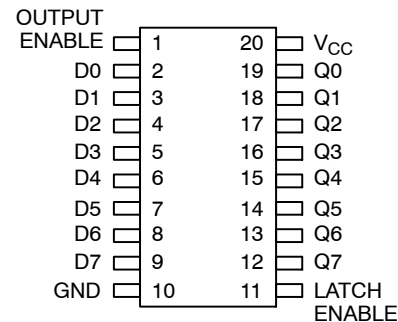 OUTPUT
ENABLE 1 20 VCC
D0 2 19 Q0
D1 3 18 Q1
D2 4 17 Q2
D3 5 16 Q3
D4 6 15 Q4
D5 7 14 Q5
D6 8 13 Q6
D7 9 12 Q7
GND 10 11 LATCH
ENABLE